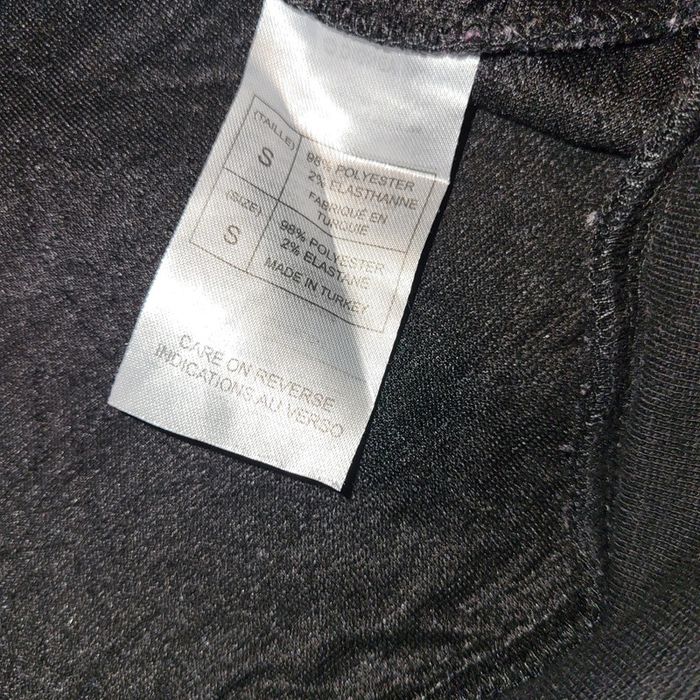 (TAILLE)
S
98% POLYESTER
2% ELASTHANNE
FABRIQUÉ EN
TURQUIE
(SIZE)
S
98% POLYESTER
2% ELASTANE
MADE IN TURKEY
CARE ON REVERSE
INDICATIONS AU VERSO